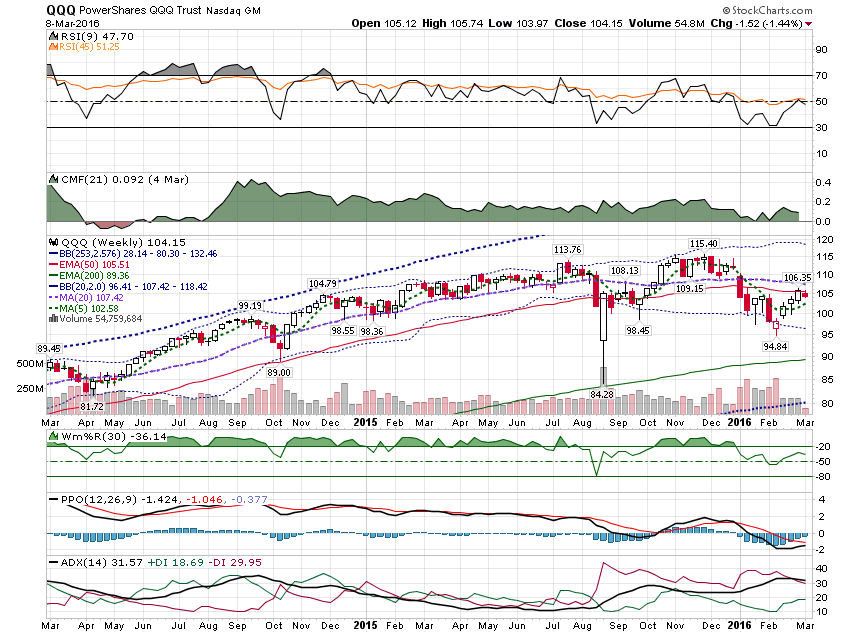 QQQ PowerShares QQQ Trust Nasdaq GM
© StockCharts.com
8-Mar-2016
Open 105.12 High 105.74 Low 103.97 Close 104.15 Volume 54.8M Chg -1.52 (-1.44%)
RSI(9) 47.70
RSI(45) 51.25
90
70
50
30
10
CMF(21) 0.092 (4 Mar)
0.4
0.2
0.0
QQQ (Weekly) 104.15
BB(253,2.576) 28.14 - 80.30 - 132.46
EMA(50) 105.51
EMA(200) 89.36
BB(20,2.0) 96.41 - 107.42 - 118.42
MA(20) 107.42
MA(5) 102.58
Volume 54,759,684
120
115
110
105
100
95
90
85
80
500M
250M
89.45
81.72
99.19
89.00
104.79
98.55
98.36
113.76
84.28
108.13
98.45
109.15
115.40
94.84
106.35
Mar Apr May Jun Jul Aug Sep Oct Nov Dec 2015 Feb Mar Apr May Jun Jul Aug Sep Oct Nov Dec 2016 Feb Mar
Wm%R(30) -36.14
-20
-50
-80
PPO(12,26,9) -1.424, -1.046, -0.377
4
2
0
-2
ADX(14) 31.57 +DI 18.69 -DI 29.95
40
30
20
10
Mar Apr May Jun Jul Aug Sep Oct Nov Dec 2015 Feb Mar Apr May Jun Jul Aug Sep Oct Nov Dec 2016 Feb Mar